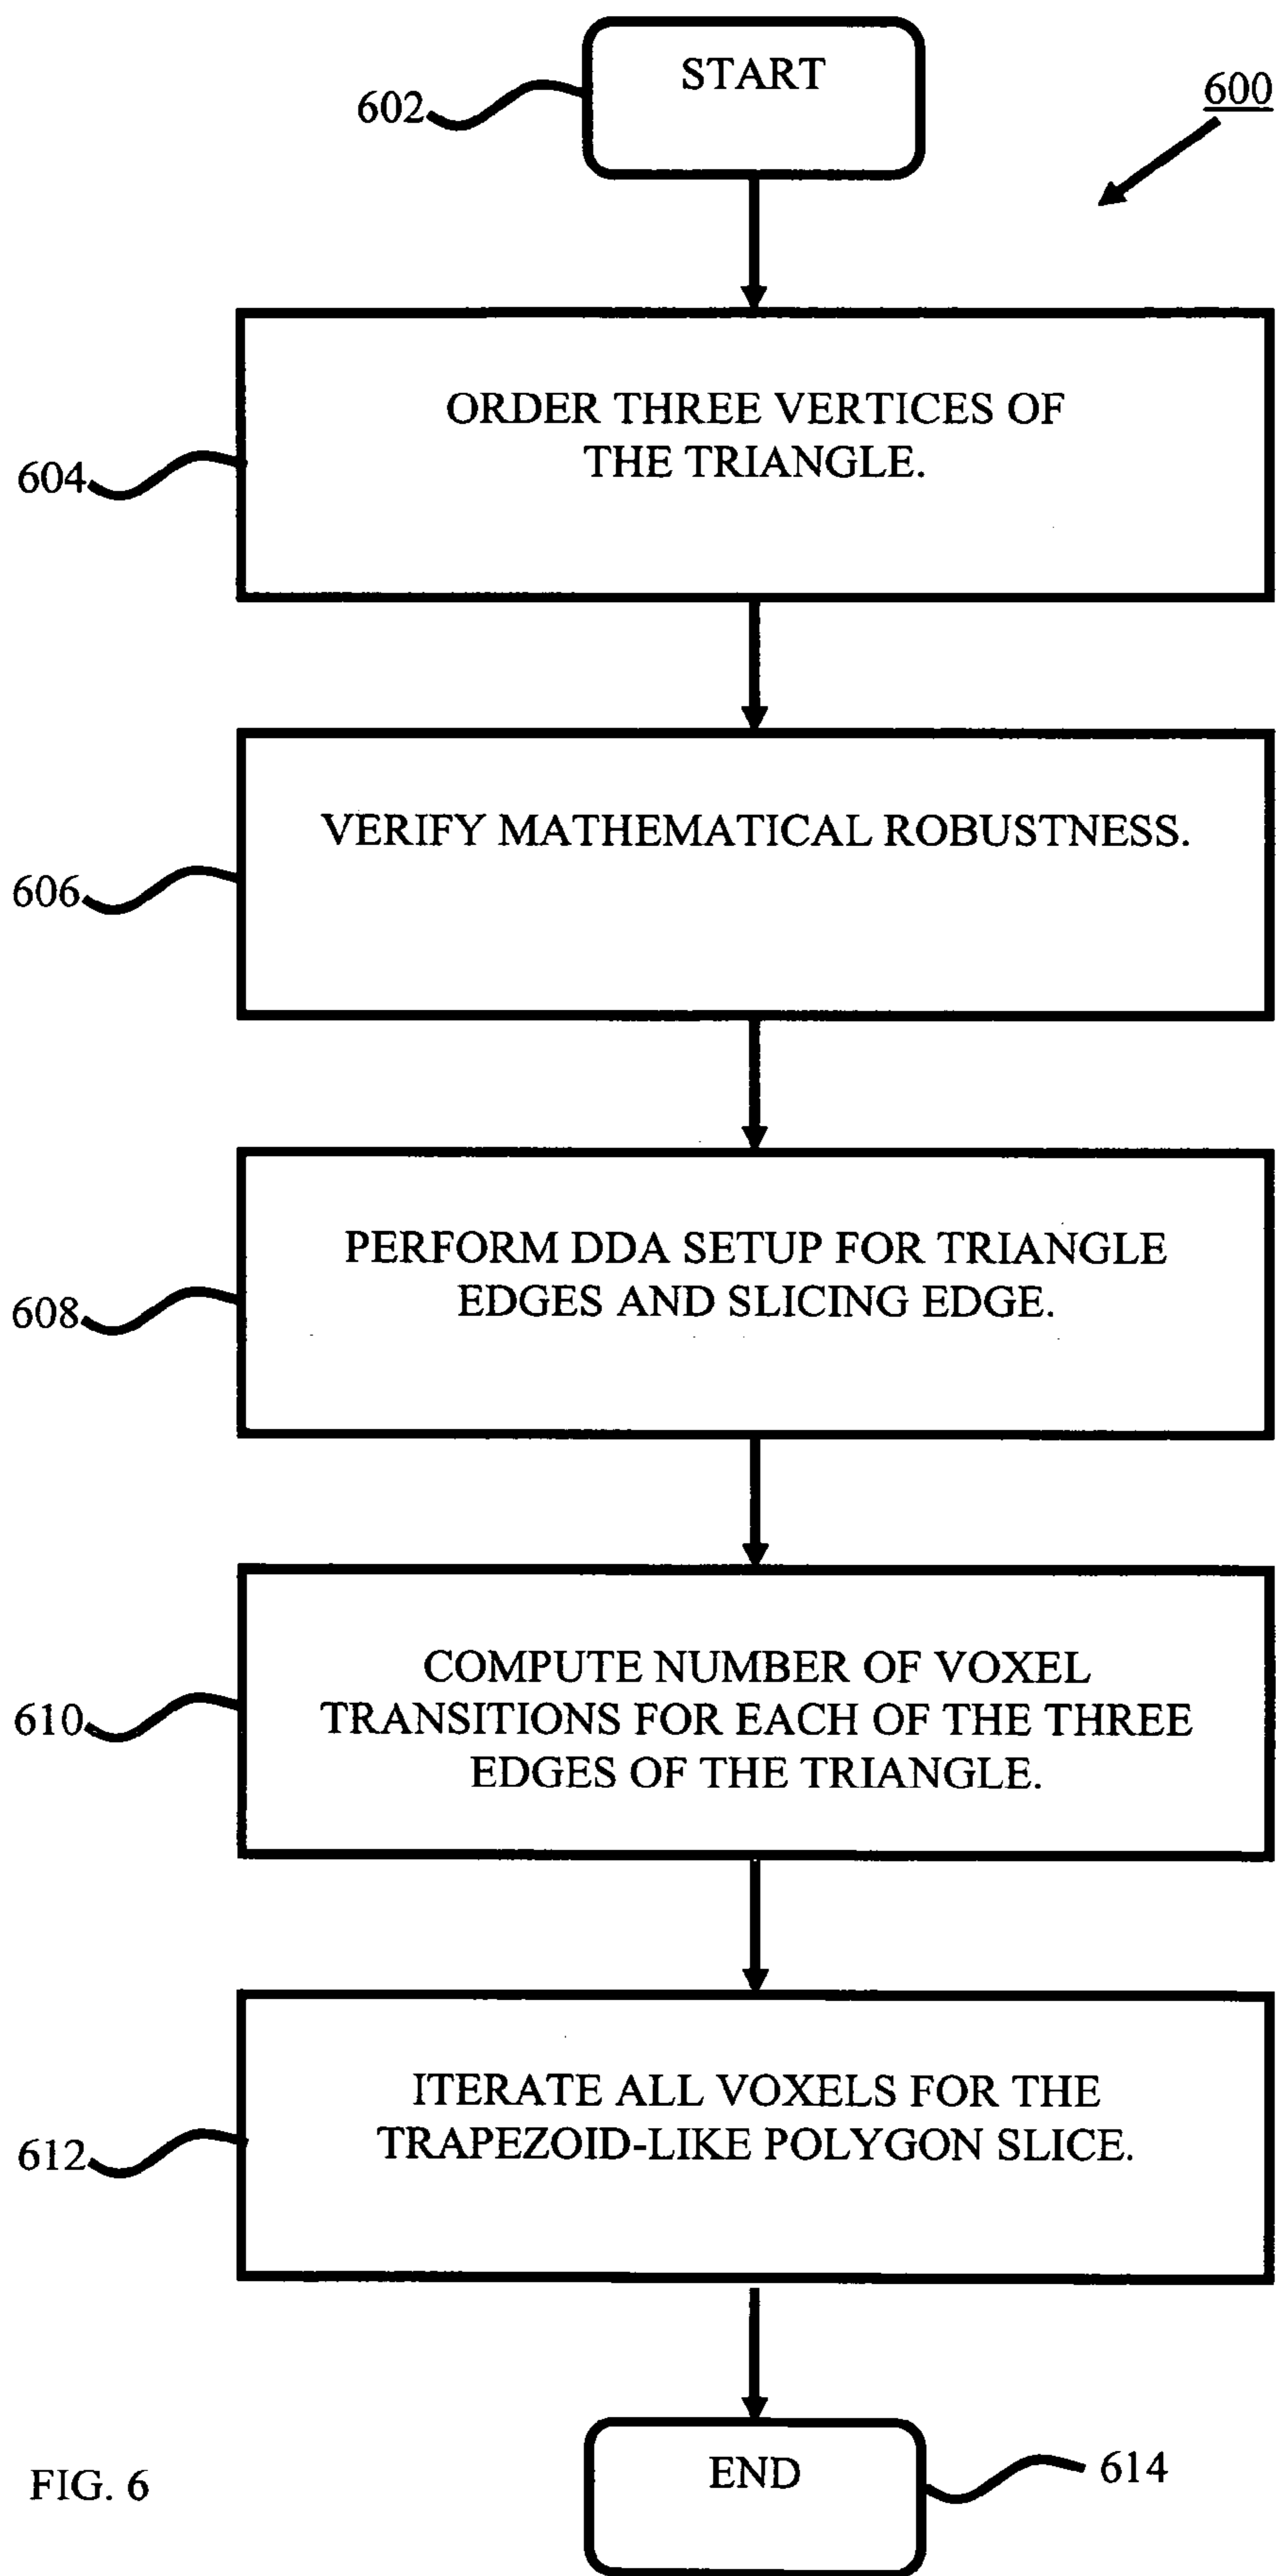 START
602
600
ORDER THREE VERTICES OF
THE TRIANGLE.
604
VERIFY MATHEMATICAL ROBUSTNESS.
606
PERFORM DDA SETUP FOR TRIANGLE
EDGES AND SLICING EDGE.
608
COMPUTE NUMBER OF VOXEL
TRANSITIONS FOR EACH OF THE THREE
EDGES OF THE TRIANGLE.
610
ITERATE ALL VOXELS FOR THE
TRAPEZOID-LIKE POLYGON SLICE.
612
END
614
FIG. 6